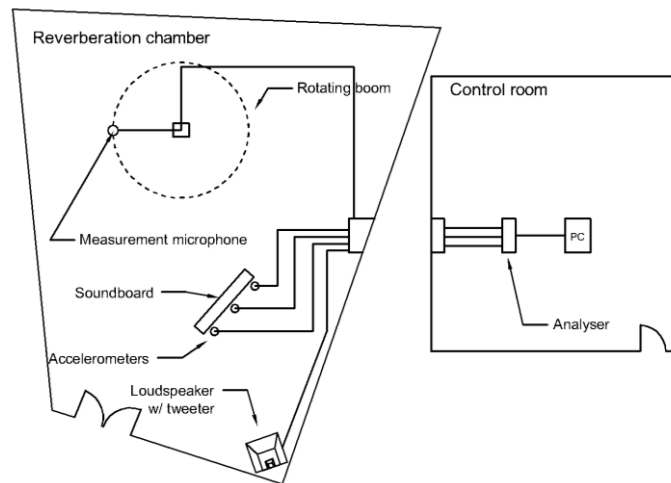 Reverberation chamber
Rotating boom
Control room
Measurement microphone
PC
Soundboard
Analyser
Accelerometers
Loudspeaker
w/ tweeter